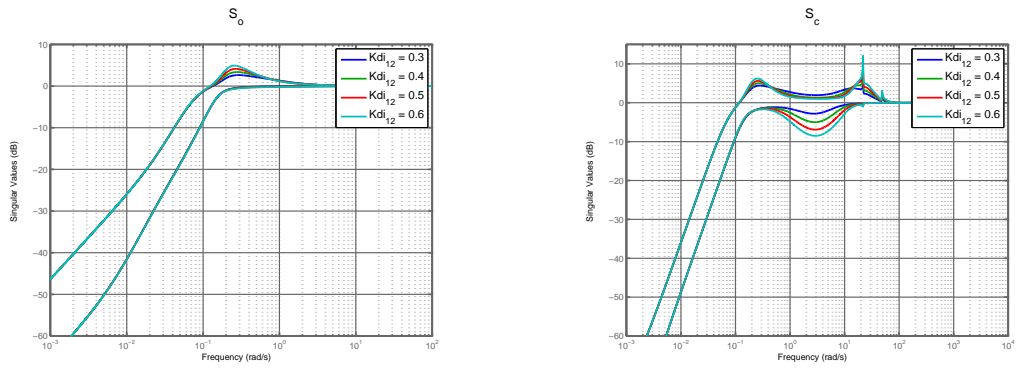 S_o
10
0
−10
−20
−30
−40
−50
−60
Singular Values (dB)
10^−3
10^−2
10^−1
10^0
10^1
10^2
Frequency (rad/s)
Kdi_12 = 0.3
Kdi_12 = 0.4
Kdi_12 = 0.5
Kdi_12 = 0.6
S_c
10
0
−10
−20
−30
−40
−50
−60
Singular Values (dB)
10^−3
10^−2
10^−1
10^0
10^1
10^2
10^3
10^4
Frequency (rad/s)
Kdi_12 = 0.3
Kdi_12 = 0.4
Kdi_12 = 0.5
Kdi_12 = 0.6